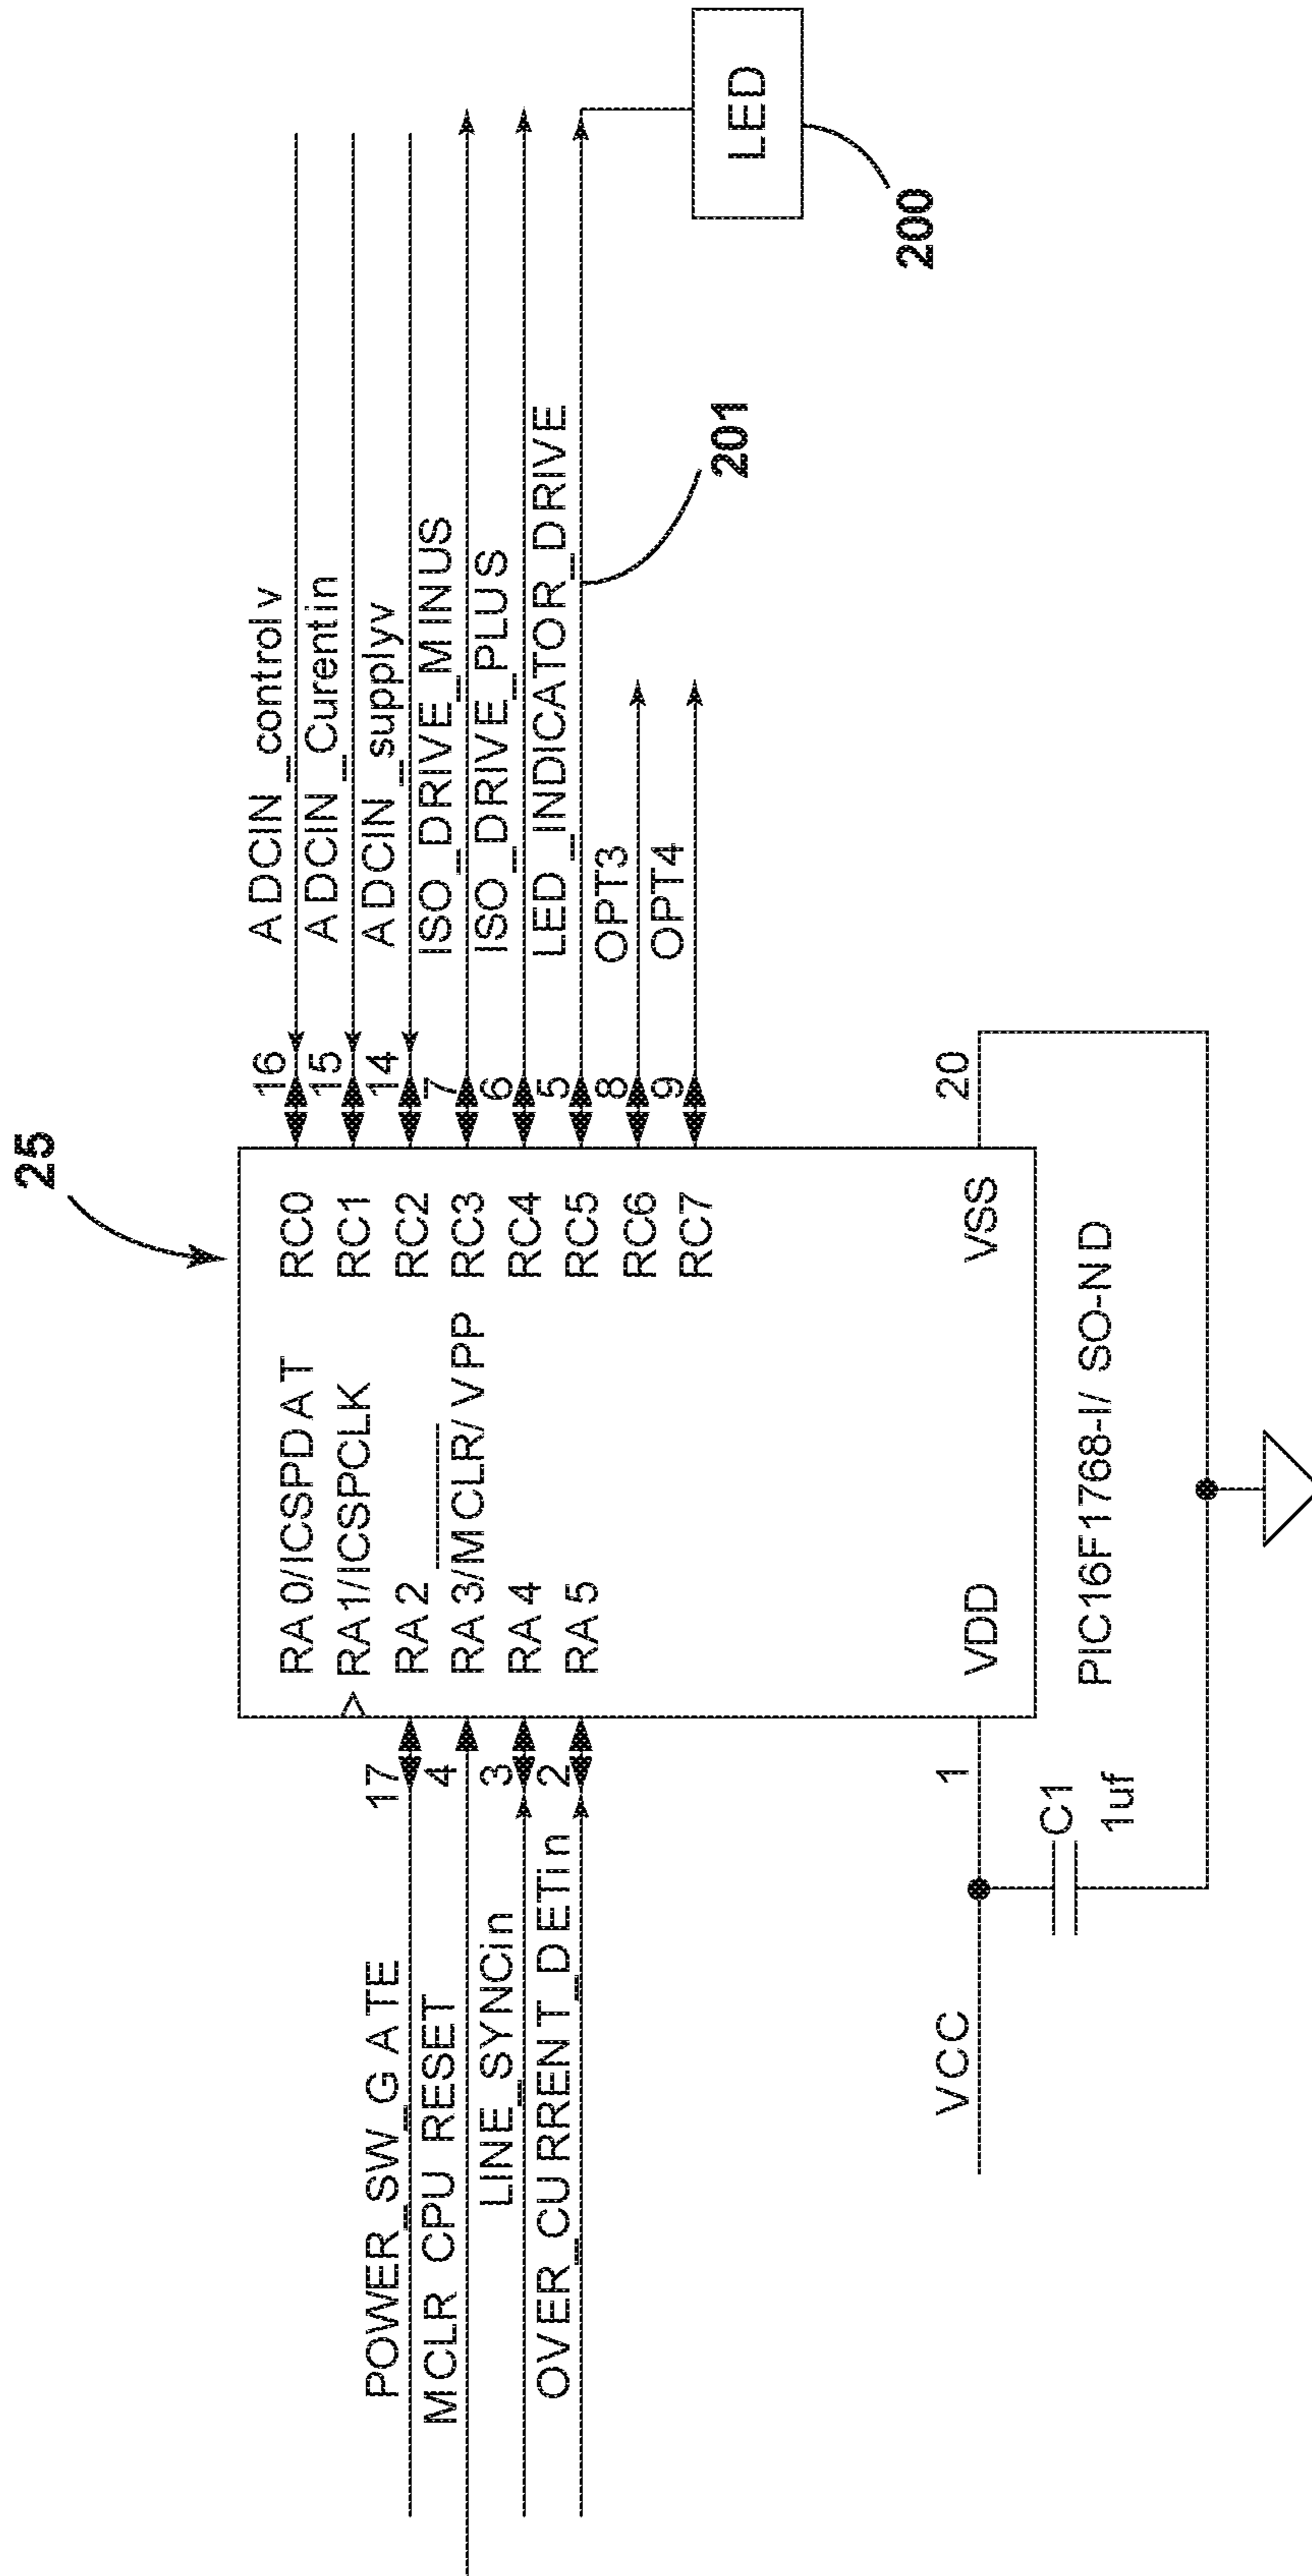 25
POWER_SW_GATE
17
MCLR CPU RESET
4
LINE_SYNCin
3
OVER_CURRENT_DETin
2
RA0/ICSPDAT
RA1/ICSPCLK
RA2
RA3/MCLR/VPP
RA4
RA5
RC0
RC1
RC2
RC3
RC4
RC5
RC6
RC7
16
ADCIN_controlv
15
ADCIN_Curentin
14
ADCIN_supplyv
7
ISO_DRIVE_MINUS
6
ISO_DRIVE_PLUS
5
LED_INDICATOR_DRIVE
8
OPT3
9
OPT4
201
LED
200
VCC
1
VDD
VSS
20
C1
1uf
PIC16F1768-I/SO-ND